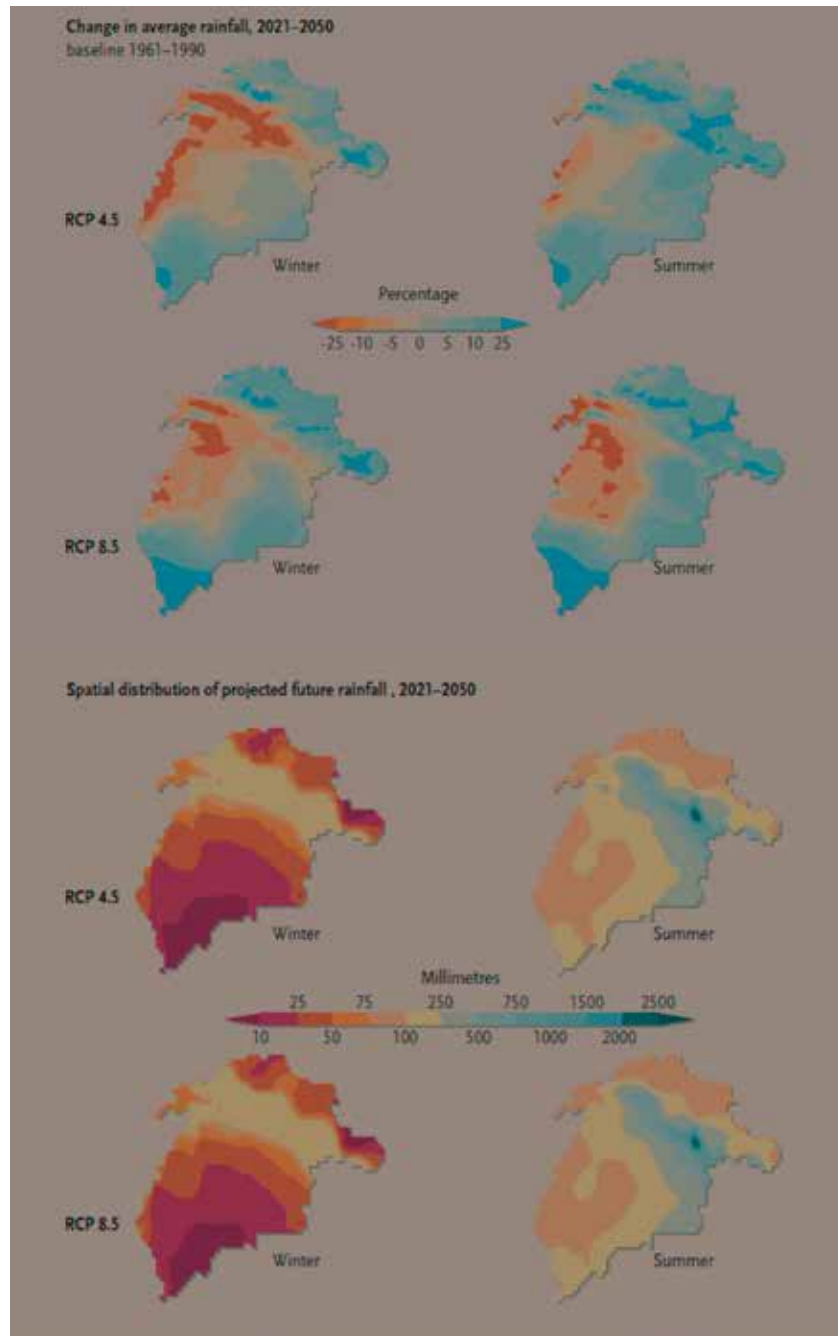 Change in average rainfall, 2021–2050
baseline 1961–1990
RCP 4.5
Winter
Summer
Percentage
-25 -10 -5 0 5 10 25
RCP 8.5
Winter
Summer
Spatial distribution of projected future rainfall , 2021–2050
RCP 4.5
Winter
Summer
Millimetres
25 75 250 750 1500 2500
10 50 100 500 1000 2000
RCP 8.5
Winter
Summer